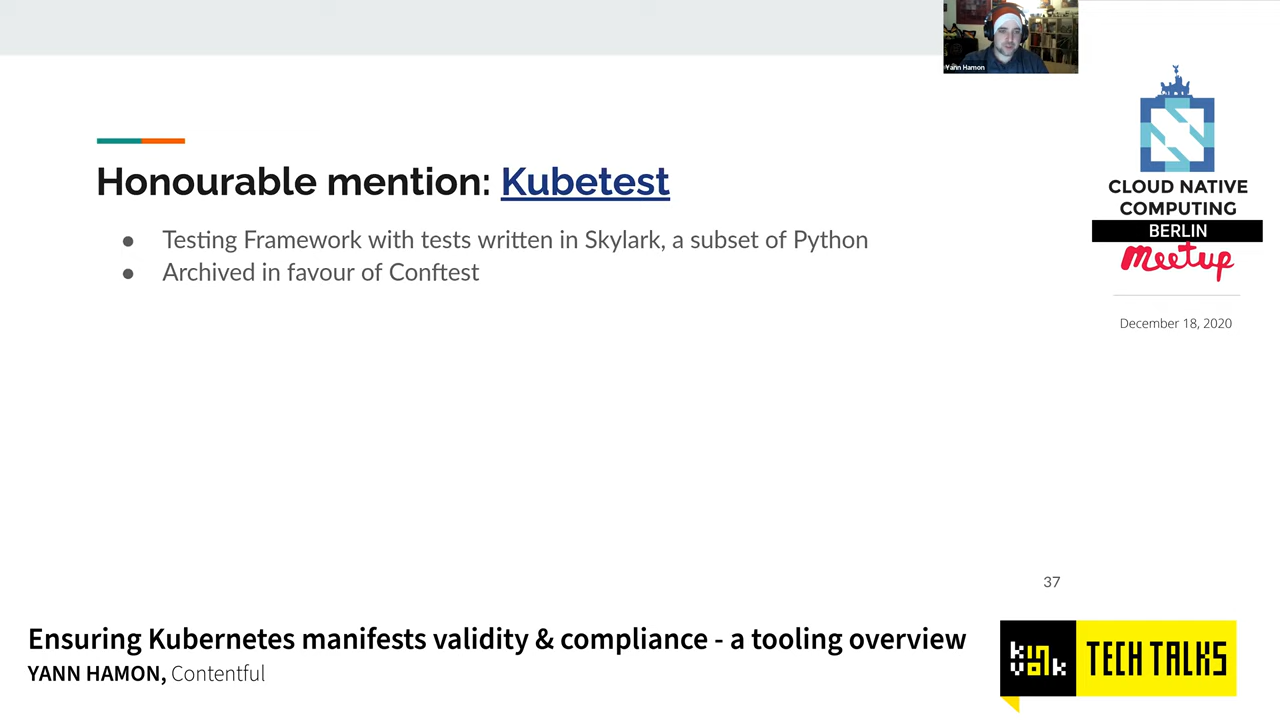 Yann Hamon
Honourable mention: Kubetest
● Testing Framework with tests written in Skylark, a subset of Python
● Archived in favour of Conftest
CLOUD NATIVE
COMPUTING
BERLIN
Meetup
December 18, 2020
37
Ensuring Kubernetes manifests validity & compliance - a tooling overview
YANN HAMON, Contentful
kinvolk
TECH TALKS